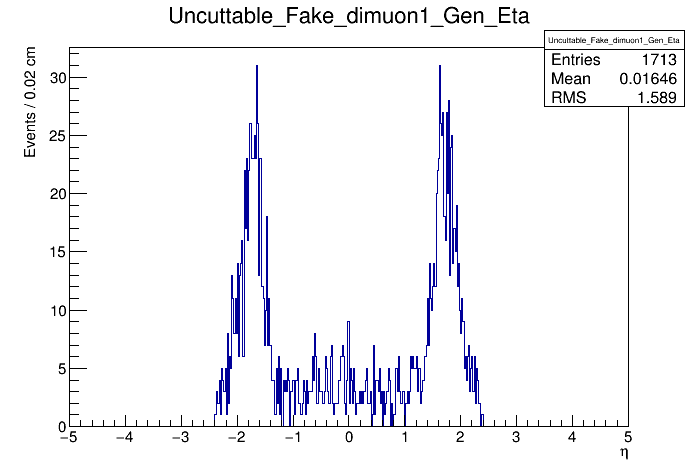 Uncuttable_Fake_dimuon1_Gen_Eta
Uncuttable_Fake_dimuon1_Gen_Eta
Entries 1713
Mean 0.01646
RMS 1.589
Events / 0.02 cm
30
25
20
15
10
5
0
−5 −4 −3 −2 −1 0 1 2 3 4 5
η